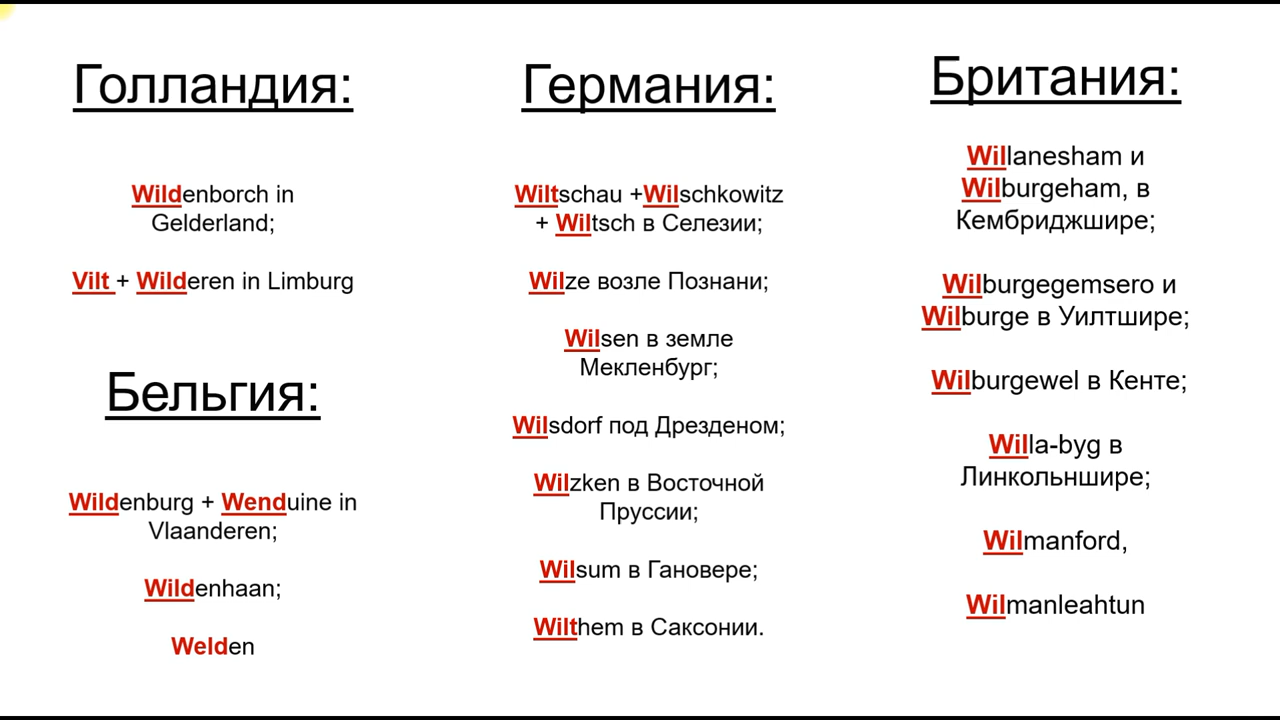 Голландия:
Wildenborch in
Gelderland;
Vilt + Wilderen in Limburg
Бельгия:
Wildenburg + Wenduine in
Vlaanderen;
Wildenhaan;
Welden
Германия:
Wiltschau +Wilschkowitz
+ Wiltsch в Селезии;
Wilze возле Познани;
Wilsen в земле
Мекленбург;
Wilsdorf под Дрезденом;
Wilzken в Восточной
Пруссии;
Wilsum в Гановере;
Wilthem в Саксонии.
Британия:
Willanesham и
Wilburgeham, в
Кембриджшире;
Wilburgegemsero и
Wilburge в Уилтшире;
Wilburgewel в Кенте;
Willa-byg в
Линкольншире;
Wilmanford,
Wilmanleahtun